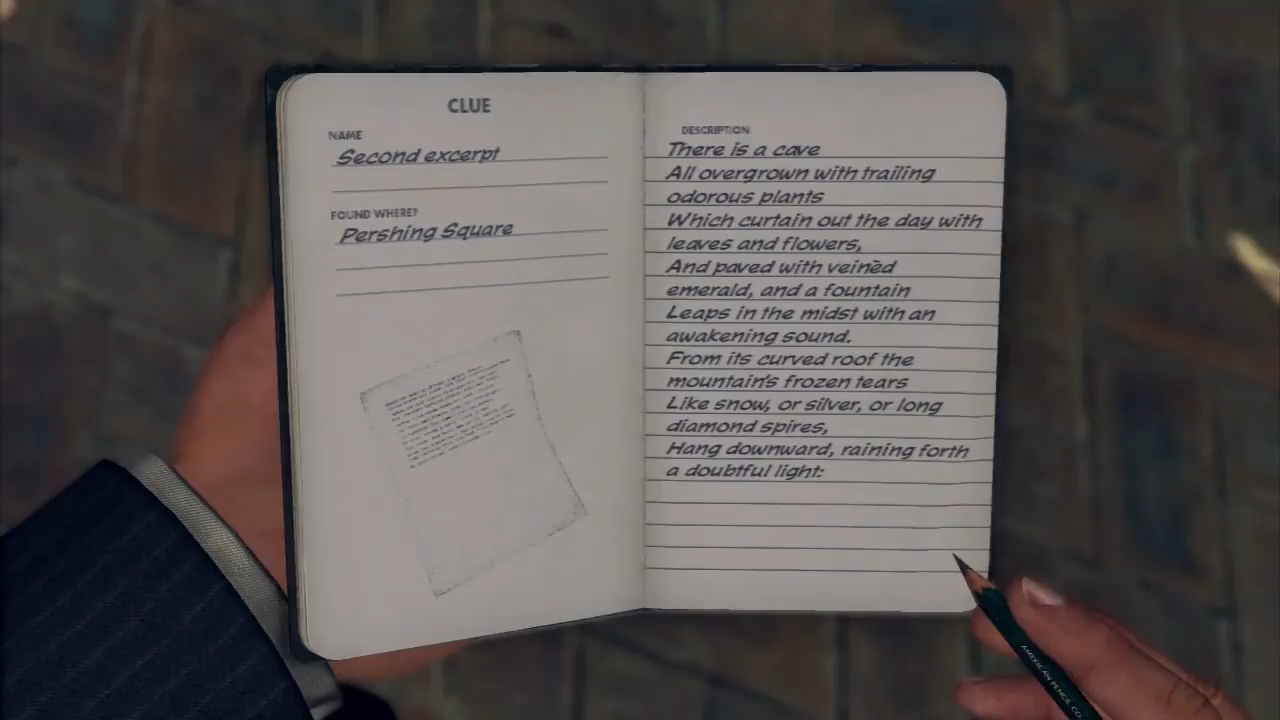 CLUE
NAME
Second excerpt
FOUND WHERE?
Pershing Square
DESCRIPTION
There is a cave
All overgrown with trailing
odorous plants
Which curtain out the day with
leaves and flowers,
And paved with veinèd
emerald, and a fountain
Leaps in the midst with an
awakening sound.
From its curved roof the
mountain's frozen tears
Like snow, or silver, or long
diamond spires,
Hang downward, raining forth
a doubtful light:
AMERICAN PENCIL CO.